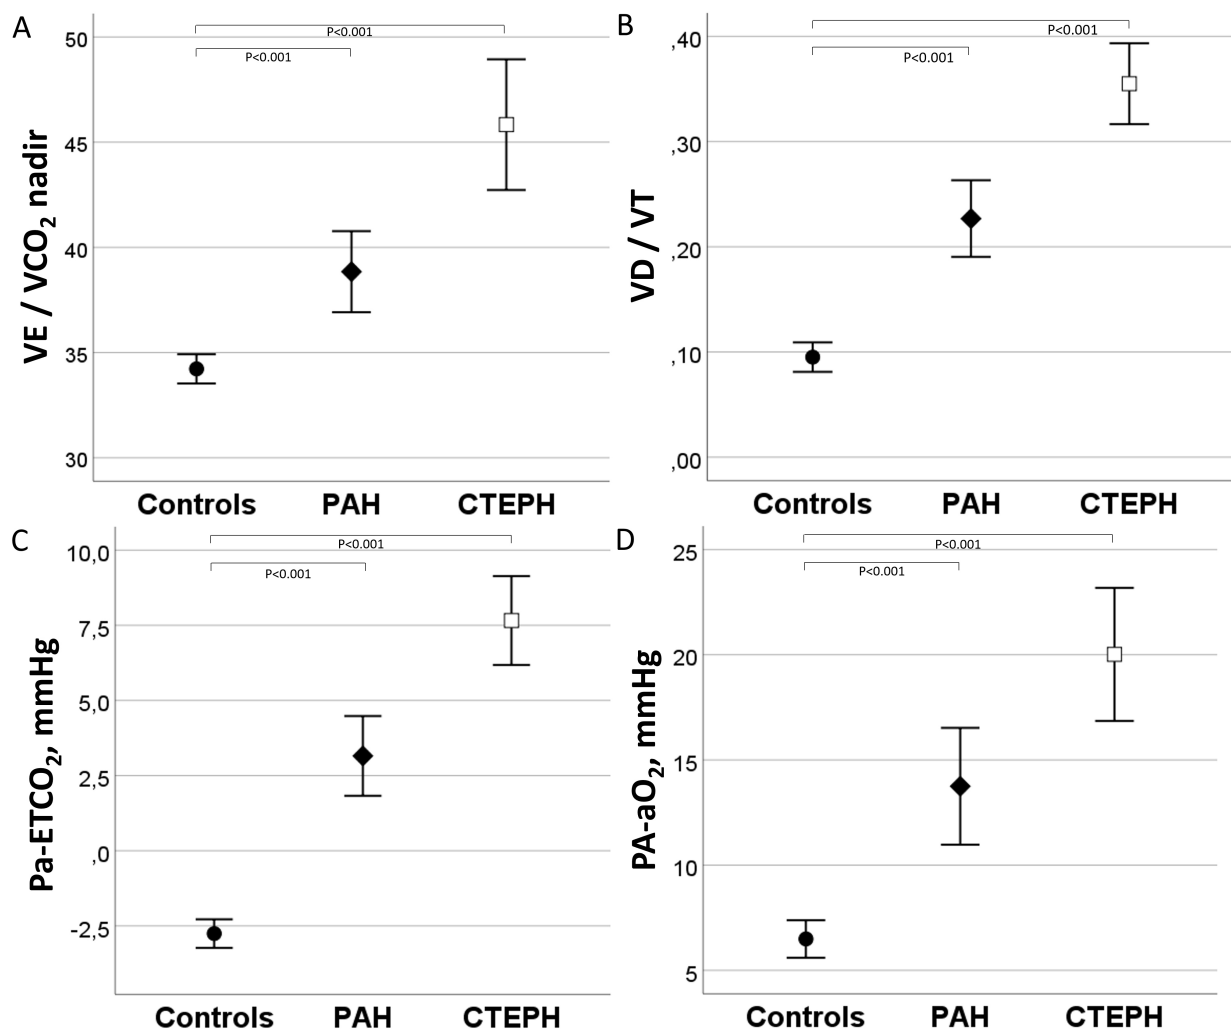 A
P<0.001
P<0.001
VE / VCO₂ nadir
50
45
40
35
30
Controls PAH CTEPH
B
P<0.001
P<0.001
VD / VT
,40
,30
,20
,10
,00
Controls PAH CTEPH
C
P<0.001
P<0.001
Pa-ETCO₂, mmHg
10,0
7,5
5,0
2,5
,0
-2,5
Controls PAH CTEPH
D
P<0.001
P<0.001
PA-aO₂, mmHg
25
20
15
10
5
Controls PAH CTEPH